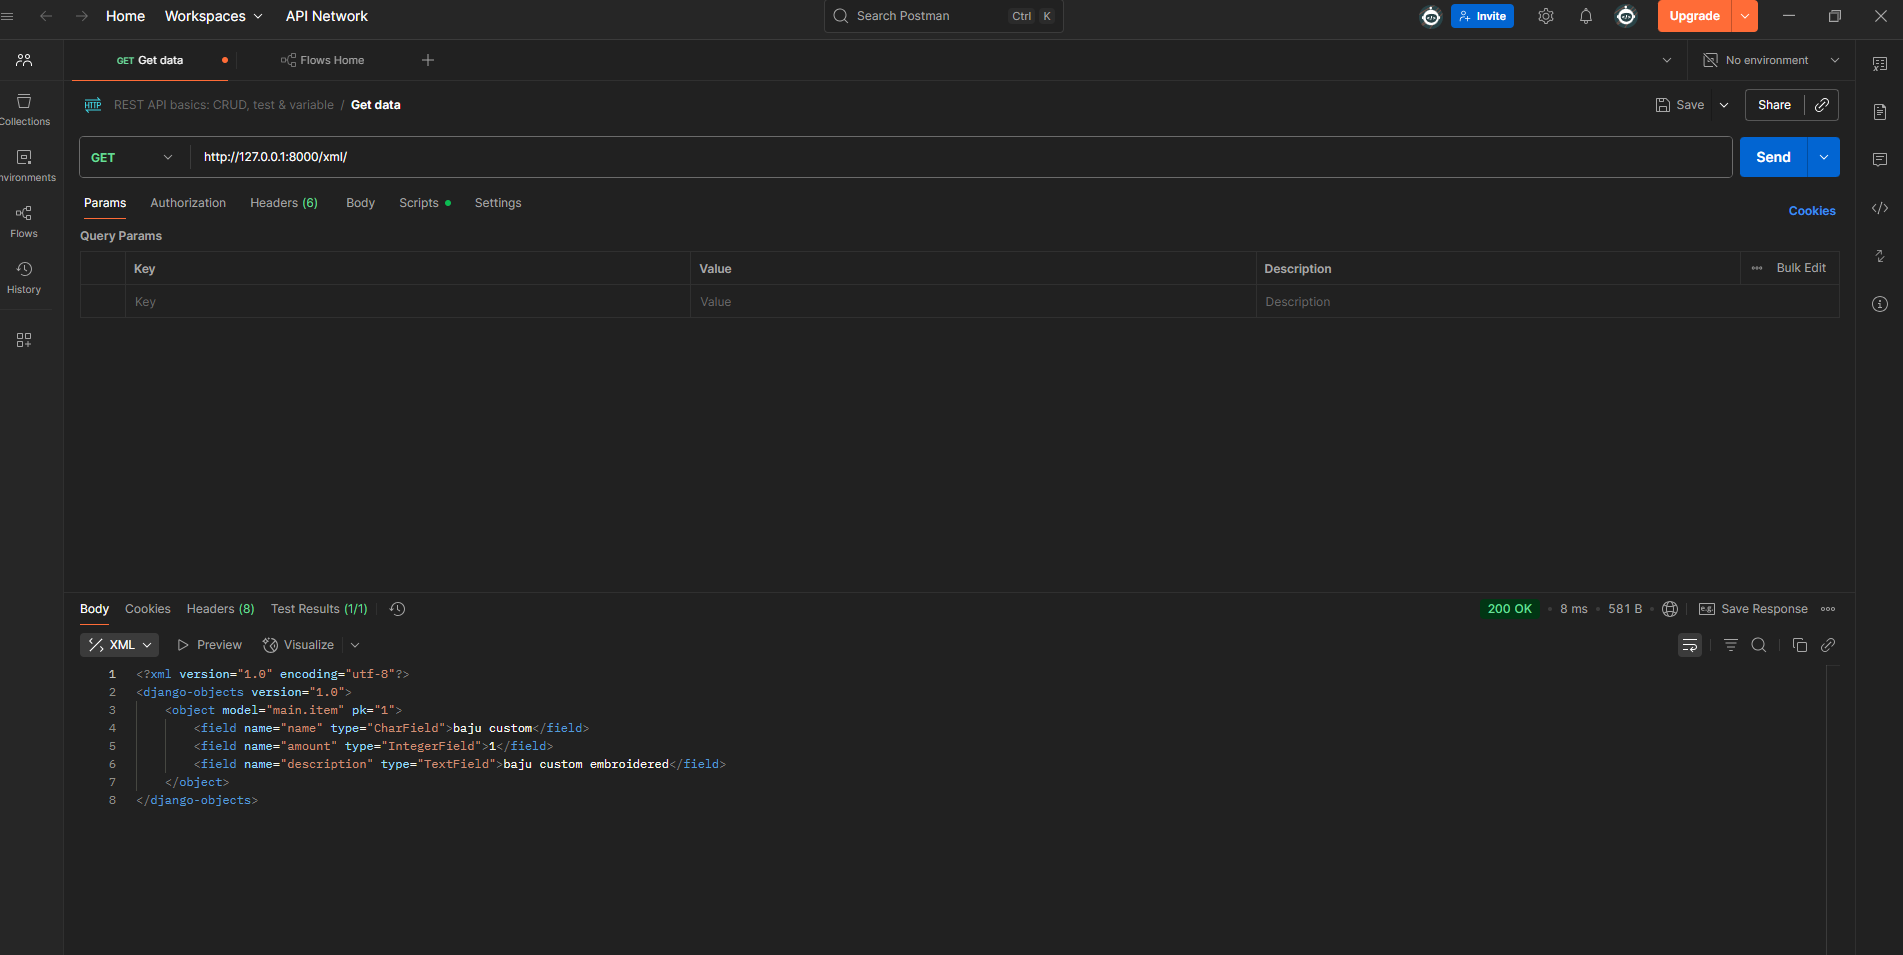 Home Workspaces API Network Search Postman Ctrl K Invite Upgrade
GET Get data Flows Home No environment
HTTP REST API basics: CRUD, test & variable / Get data Save Share
Collections
nvironments
Flows
History
GET http://127.0.0.1:8000/xml/ Send
Params Authorization Headers (6) Body Scripts Settings Cookies
Query Params
Key Value Description Bulk Edit
Key Value Description
Body Cookies Headers (8) Test Results (1/1) 200 OK 8 ms 581 B e.g. Save Response
XML Preview Visualize
1 <?xml version="1.0" encoding="utf-8"?>
2 <django-objects version="1.0">
3 <object model="main.item" pk="1">
4 <field name="name" type="CharField">baju custom</field>
5 <field name="amount" type="IntegerField">1</field>
6 <field name="description" type="TextField">baju custom embroidered</field>
7 </object>
8 </django-objects>